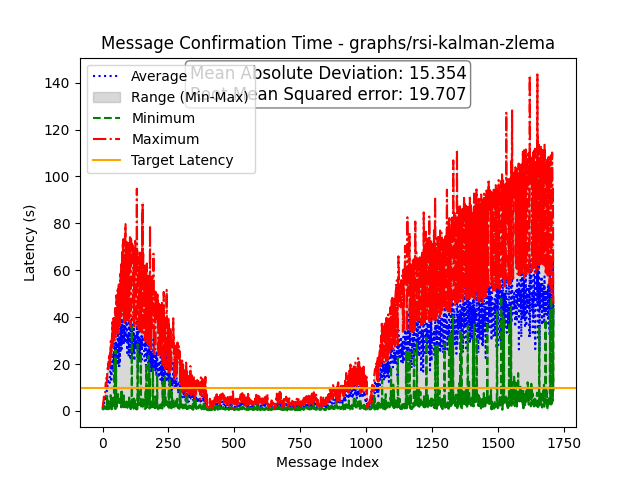 Message Confirmation Time - graphs/rsi-kalman-zlema
Mean Absolute Deviation: 15.354
Root Mean Squared error: 19.707
Average
Range (Min-Max)
Minimum
Maximum
Target Latency
Latency (s)
140
120
100
80
60
40
20
0
0
250
500
750
1000
1250
1500
1750
Message Index